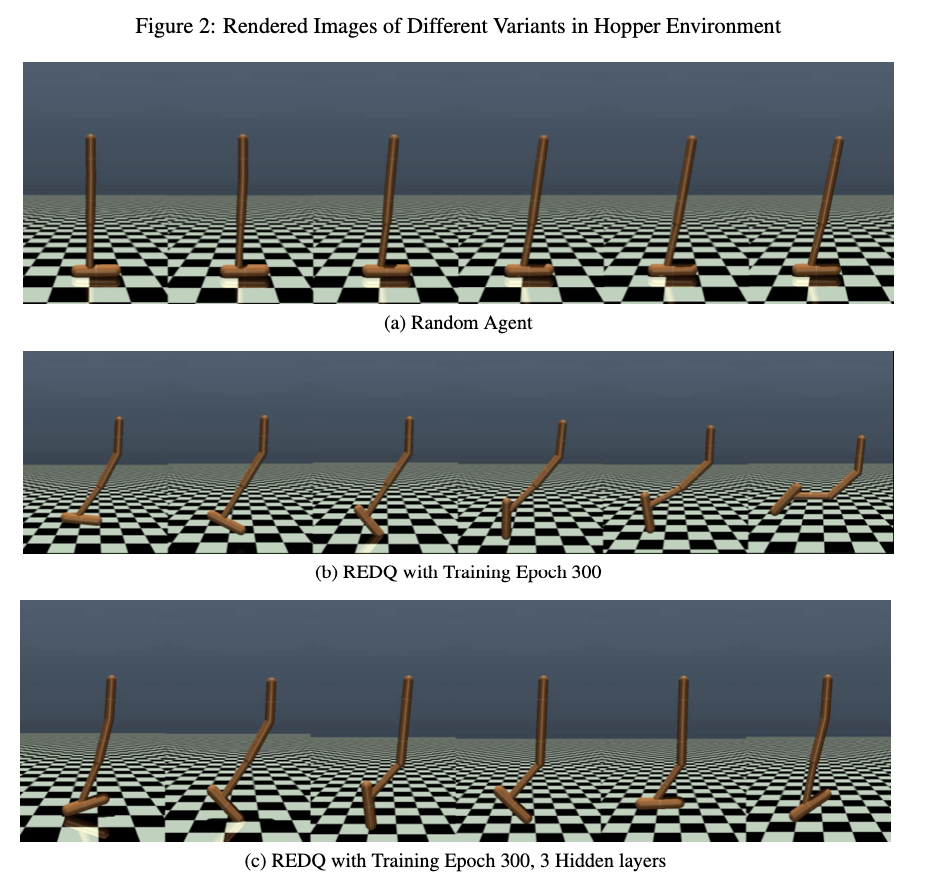 Figure 2: Rendered Images of Different Variants in Hopper Environment
(a) Random Agent
(b) REDQ with Training Epoch 300
(c) REDQ with Training Epoch 300, 3 Hidden layers